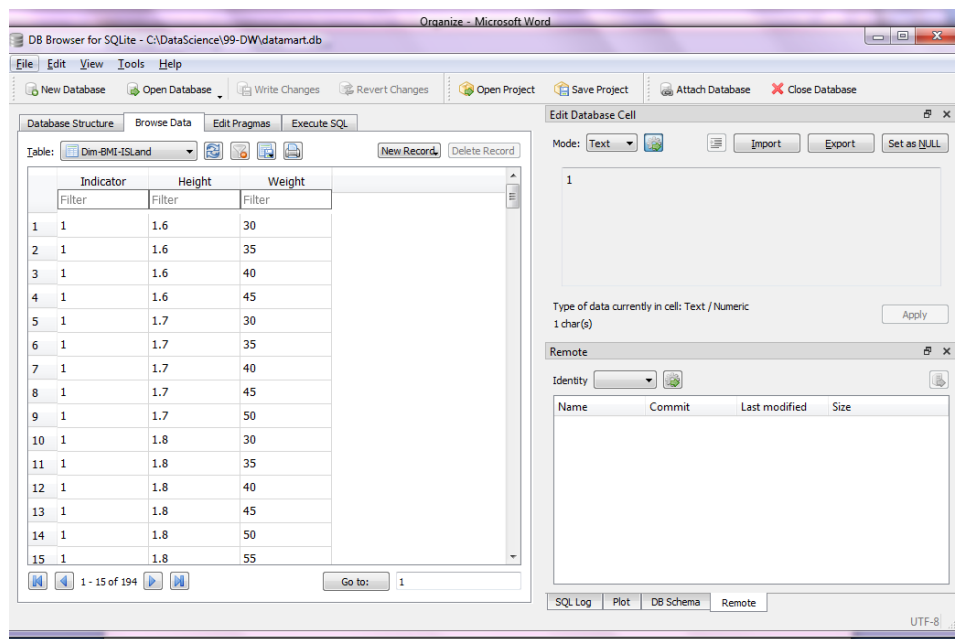 Organize - Microsoft Word
DB Browser for SQLite - C:\DataScience\99-DW\datamart.db
File Edit View Tools Help
New Database Open Database Write Changes Revert Changes Open Project Save Project Attach Database Close Database
Database Structure Browse Data Edit Pragmas Execute SQL
Table: Dim-BMI-ISLand New Record Delete Record
Indicator Height Weight
Filter Filter Filter
1 1 1.6 30
2 1 1.6 35
3 1 1.6 40
4 1 1.6 45
5 1 1.7 30
6 1 1.7 35
7 1 1.7 40
8 1 1.7 45
9 1 1.7 50
10 1 1.8 30
11 1 1.8 35
12 1 1.8 40
13 1 1.8 45
14 1 1.8 50
15 1 1.8 55
1 - 15 of 194 Go to: 1
Edit Database Cell
Mode: Text Import Export Set as NULL
1
Type of data currently in cell: Text / Numeric
1 char(s)
Apply
Remote
Identity
Name Commit Last modified Size
SQL Log Plot DB Schema Remote
UTF-8